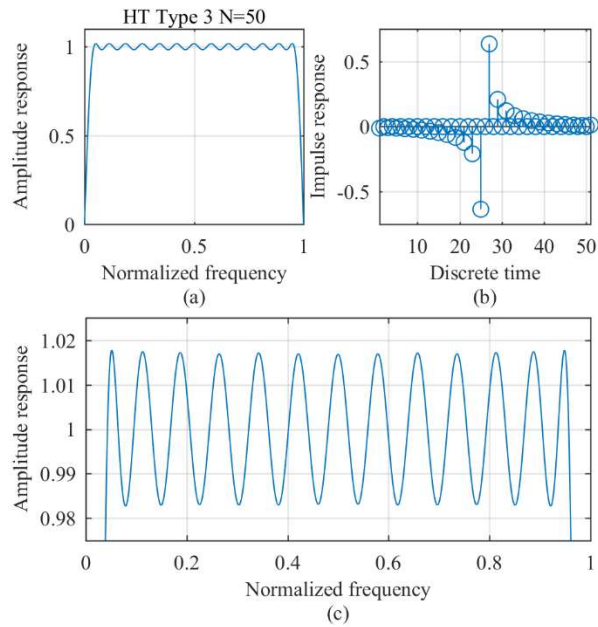 HT Type 3 N=50
Amplitude response
1
0.5
0
0 0.5 1
Normalized frequency
(a)
Impulse response
0.5
0
-0.5
10 20 30 40 50
Discrete time
(b)
Amplitude response
1.02
1.01
1
0.99
0.98
0 0.2 0.4 0.6 0.8 1
Normalized frequency
(c)